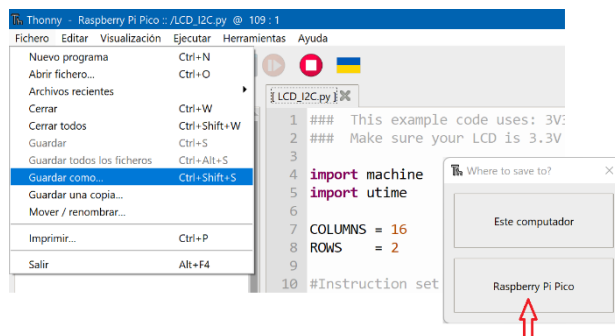 Thonny - Raspberry Pi Pico :: /LCD_I2C.py @ 109 : 1
Fichero Editar Visualización Ejecutar Herramientas Ayuda
Nuevo programa Ctrl+N
Abrir fichero... Ctrl+O
Archivos recientes
Cerrar Ctrl+W
Cerrar todos Ctrl+Shift+W
Guardar Ctrl+S
Guardar todos los ficheros Ctrl+Alt+S
Guardar como... Ctrl+Shift+S
Guardar una copia...
Mover / renombrar...
Imprimir... Ctrl+P
Salir Alt+F4
[ LCD_I2C.py ]
1 ### This example code uses: 3V3
2 ### Make sure your LCD is 3.3V
3
4 import machine
5 import utime
6
7 COLUMNS = 16
8 ROWS = 2
9
10 #Instruction set
Where to save to?
Este computador
Raspberry Pi Pico